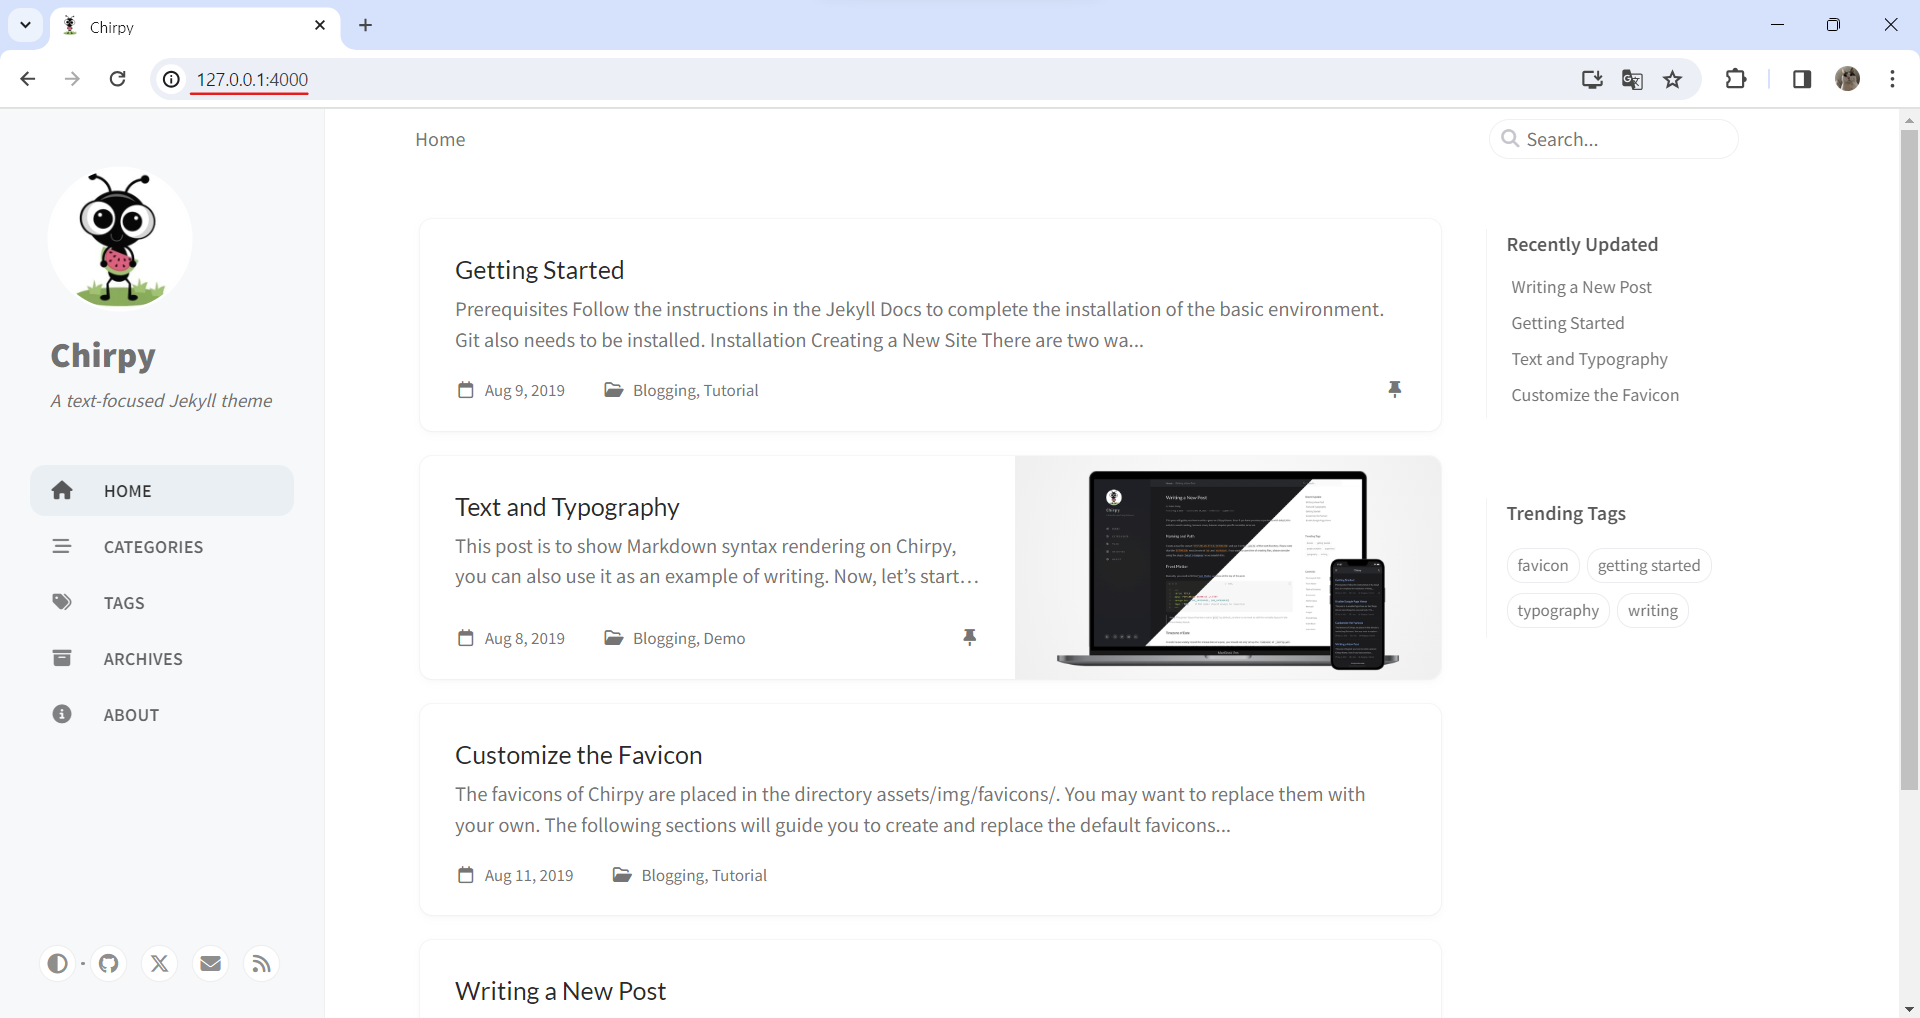 Chirpy
127.0.0.1:4000
Home
Search...
Chirpy
A text-focused Jekyll theme
HOME
CATEGORIES
TAGS
ARCHIVES
ABOUT
Getting Started
Prerequisites Follow the instructions in the Jekyll Docs to complete the installation of the basic environment.
Git also needs to be installed. Installation Creating a New Site There are two wa...
Aug 9, 2019 Blogging, Tutorial
Text and Typography
This post is to show Markdown syntax rendering on Chirpy,
you can also use it as an example of writing. Now, let’s start…
Aug 8, 2019 Blogging, Demo
Writing a New Post
Customize the Favicon
The favicons of Chirpy are placed in the directory assets/img/favicons/. You may want to replace them with
your own. The following sections will guide you to create and replace the default favicons...
Aug 11, 2019 Blogging, Tutorial
Writing a New Post
Recently Updated
Writing a New Post
Getting Started
Text and Typography
Customize the Favicon
Trending Tags
favicon getting started
typography writing